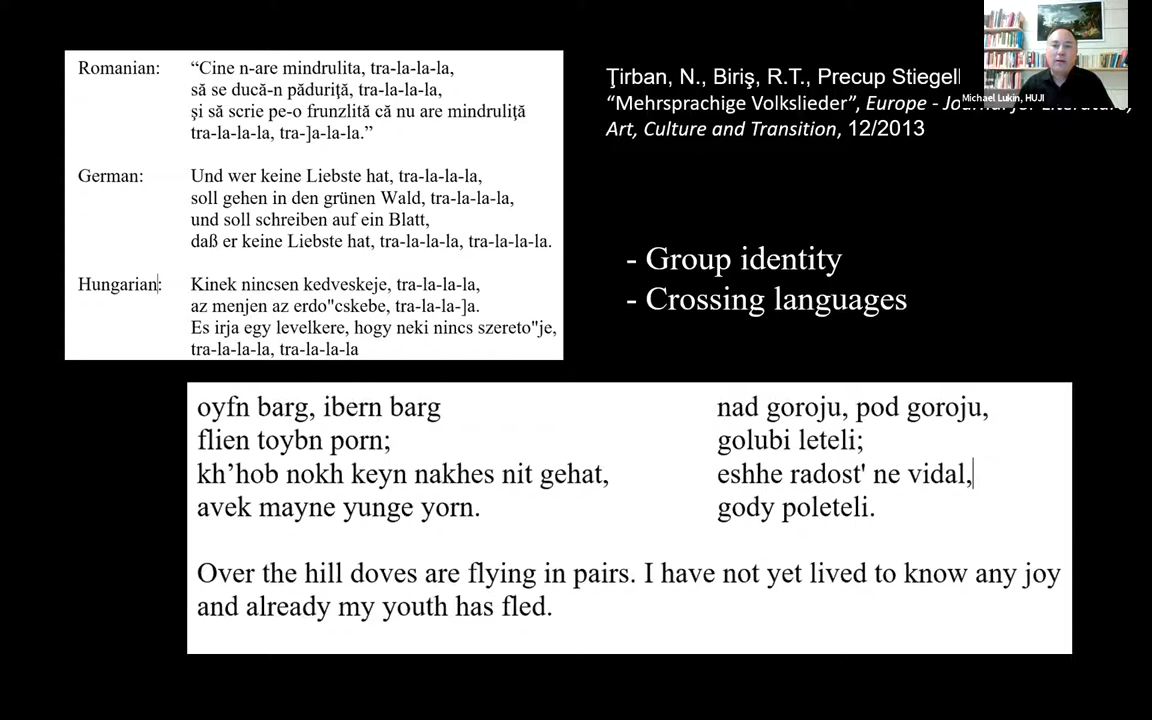 Romanian: “Cine n-are mindrulita, tra-la-la-la,
să se ducă-n păduriţă, tra-la-la-la,
şi să scrie pe-o frunzlită că nu are mindruliţă
tra-la-la-la, tra-]a-la-la.”
German: Und wer keine Liebste hat, tra-la-la-la,
soll gehen in den grünen Wald, tra-la-la-la,
und soll schreiben auf ein Blatt,
daß er keine Liebste hat, tra-la-la-la, tra-la-la-la.
Hungarian: Kinek nincsen kedveskeje, tra-la-la-la,
az menjen az erdo"cskebe, tra-la-la-]a.
Es irja egy levelkere, hogy neki nincs szereto"je,
tra-la-la-la, tra-la-la-la
Ţirban, N., Biriş, R.T., Precup Stiegell
“Mehrsprachige Volkslieder”, Europe - Literature,
Art, Culture and Transition, 12/2013
Michael Lukin, HUJI
- Group identity
- Crossing languages
oyfn barg, ibern barg
flien toybn porn;
kh’hob nokh keyn nakhes nit gehat,
avek mayne yunge yorn.
nad goroju, pod goroju,
golubi leteli;
eshhe radost' ne vidal,
gody poleteli.
Over the hill doves are flying in pairs. I have not yet lived to know any joy
and already my youth has fled.